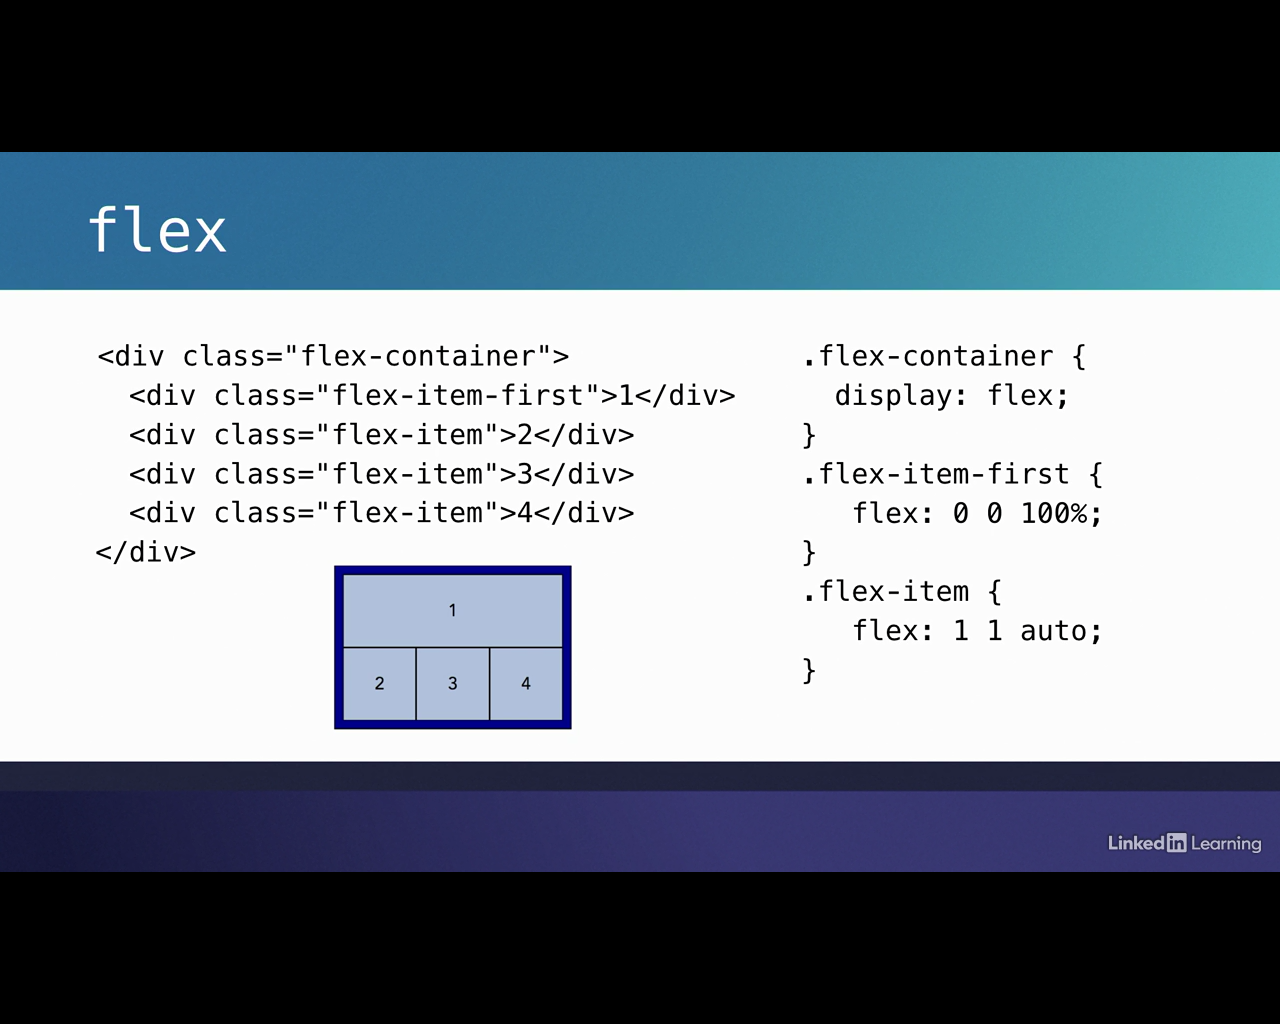 flex
<div class="flex-container">
  <div class="flex-item-first">1</div>
  <div class="flex-item">2</div>
  <div class="flex-item">3</div>
  <div class="flex-item">4</div>
</div>
1
2 3 4
.flex-container {
  display: flex;
}
.flex-item-first {
   flex: 0 0 100%;
}
.flex-item {
   flex: 1 1 auto;
}
Linked in Learning